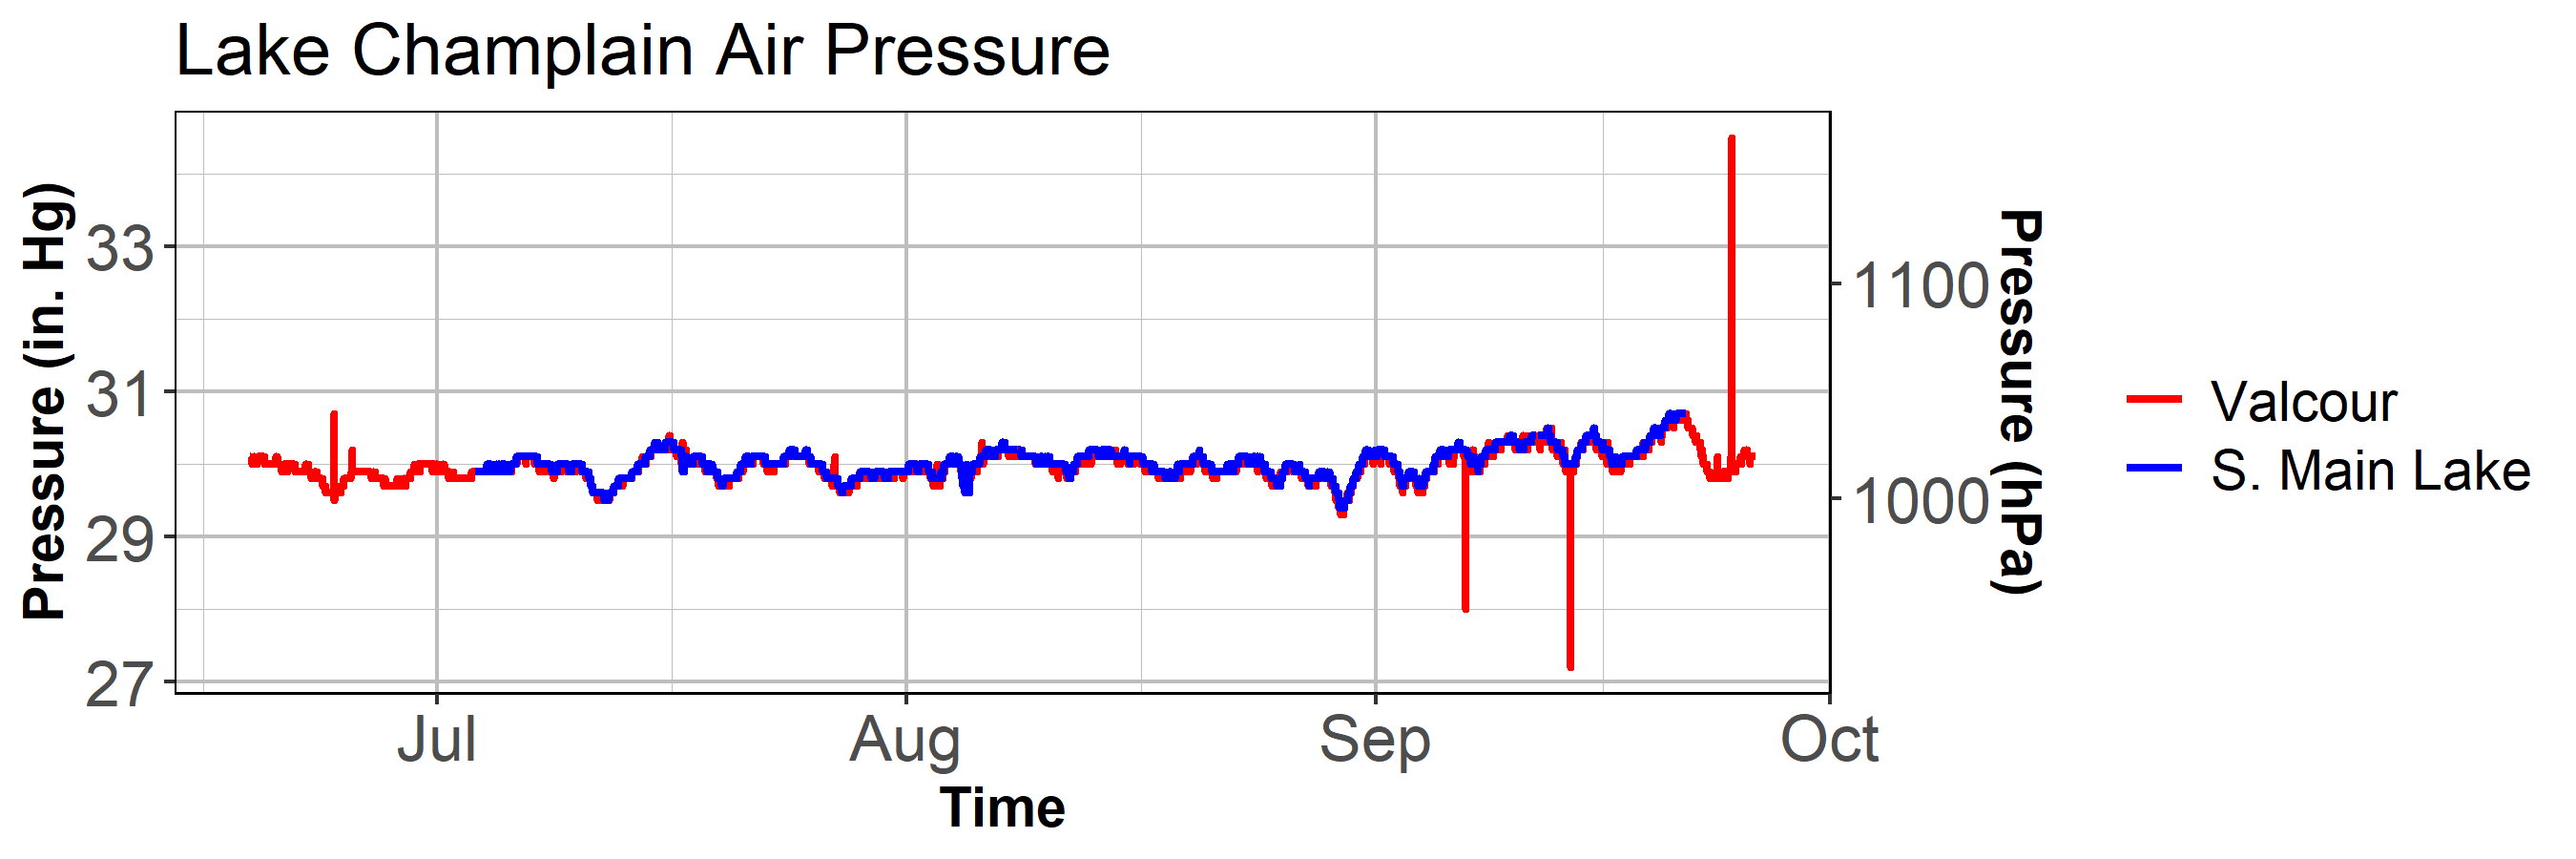 Lake Champlain Air Pressure
Pressure (in. Hg)
33
31
29
27
1100
1000
Pressure (hPa)
Jul
Aug
Sep
Oct
Time
Valcour
S. Main Lake